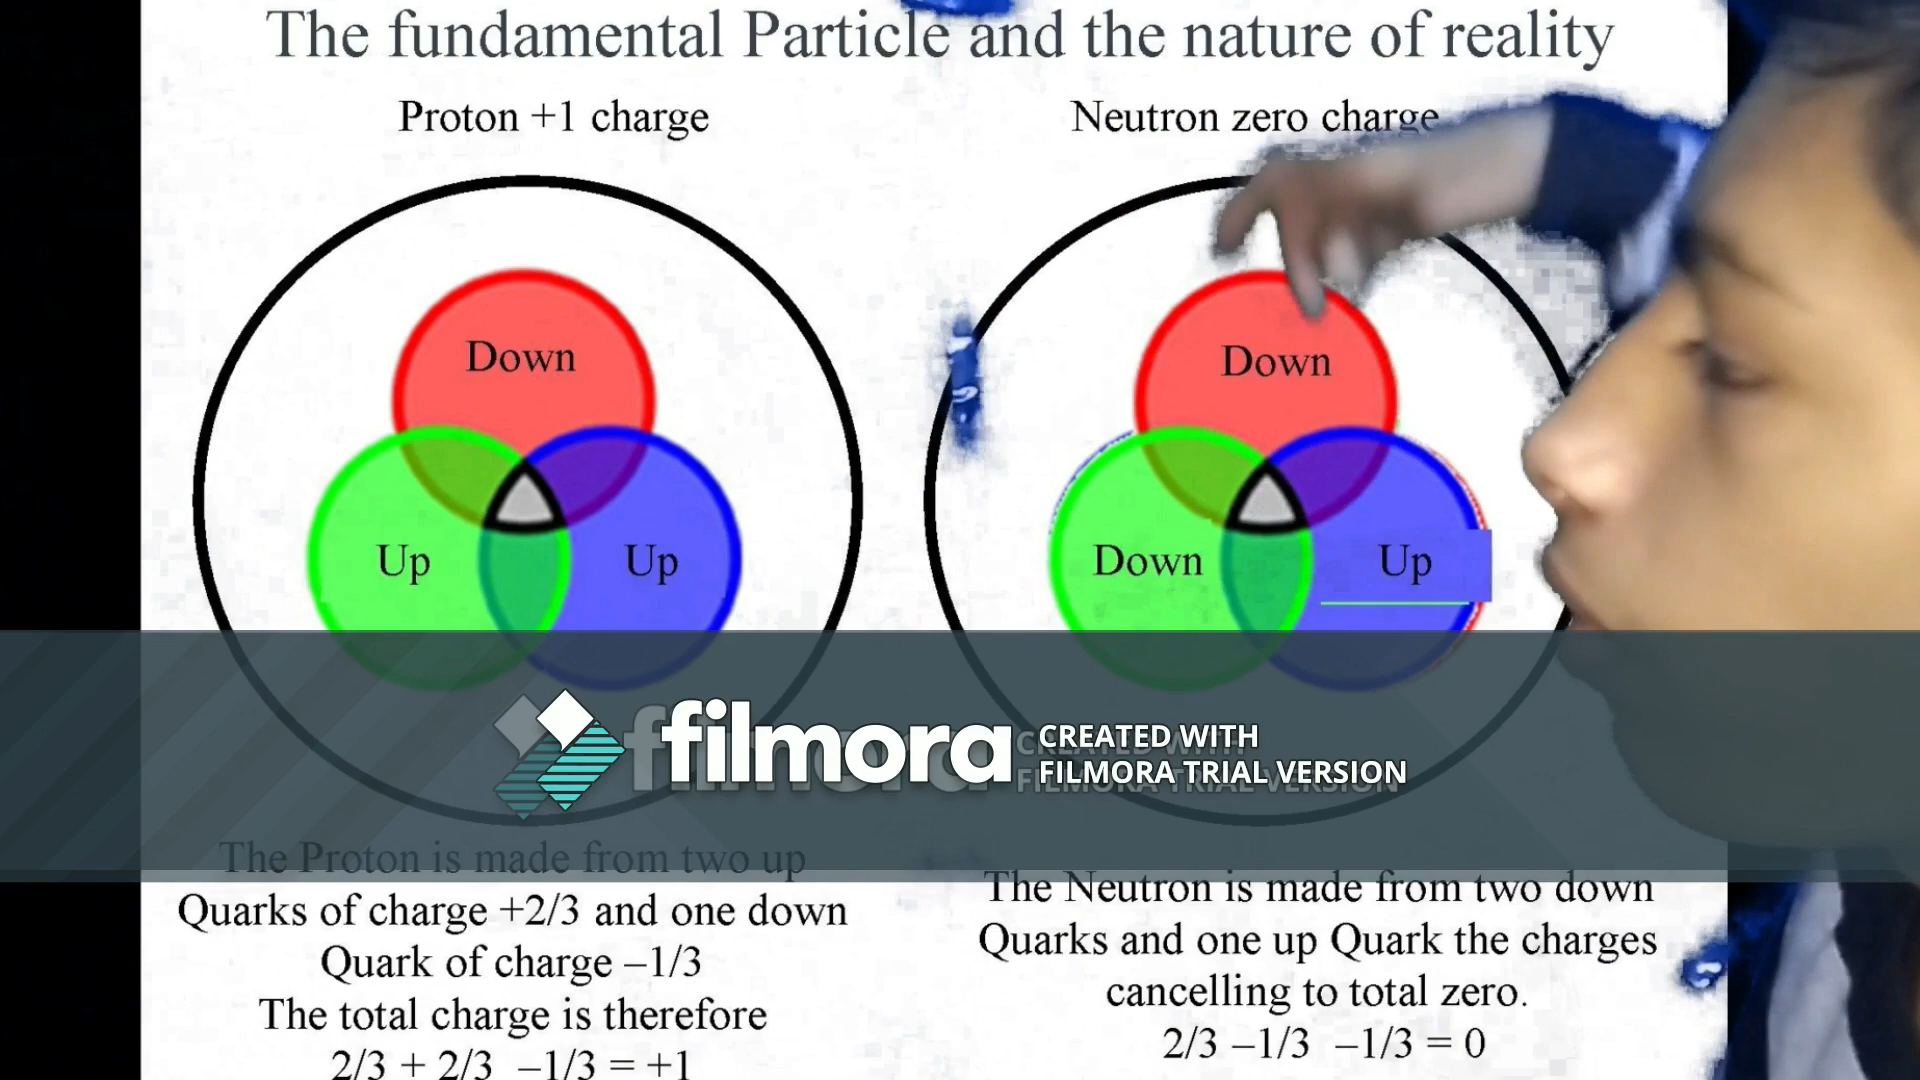 The fundamental Particle and the nature of reality
Proton +1 charge
Neutron zero charge
Down
Up
Up
Down
Down
Up
filmora
CREATED WITH
FILMORA TRIAL VERSION
The Proton is made from two up
Quarks of charge +2/3 and one down
Quark of charge –1/3
The total charge is therefore
2/3 + 2/3 –1/3 = +1
The Neutron is made from two down
Quarks and one up Quark the charges
cancelling to total zero.
2/3 –1/3 –1/3 = 0